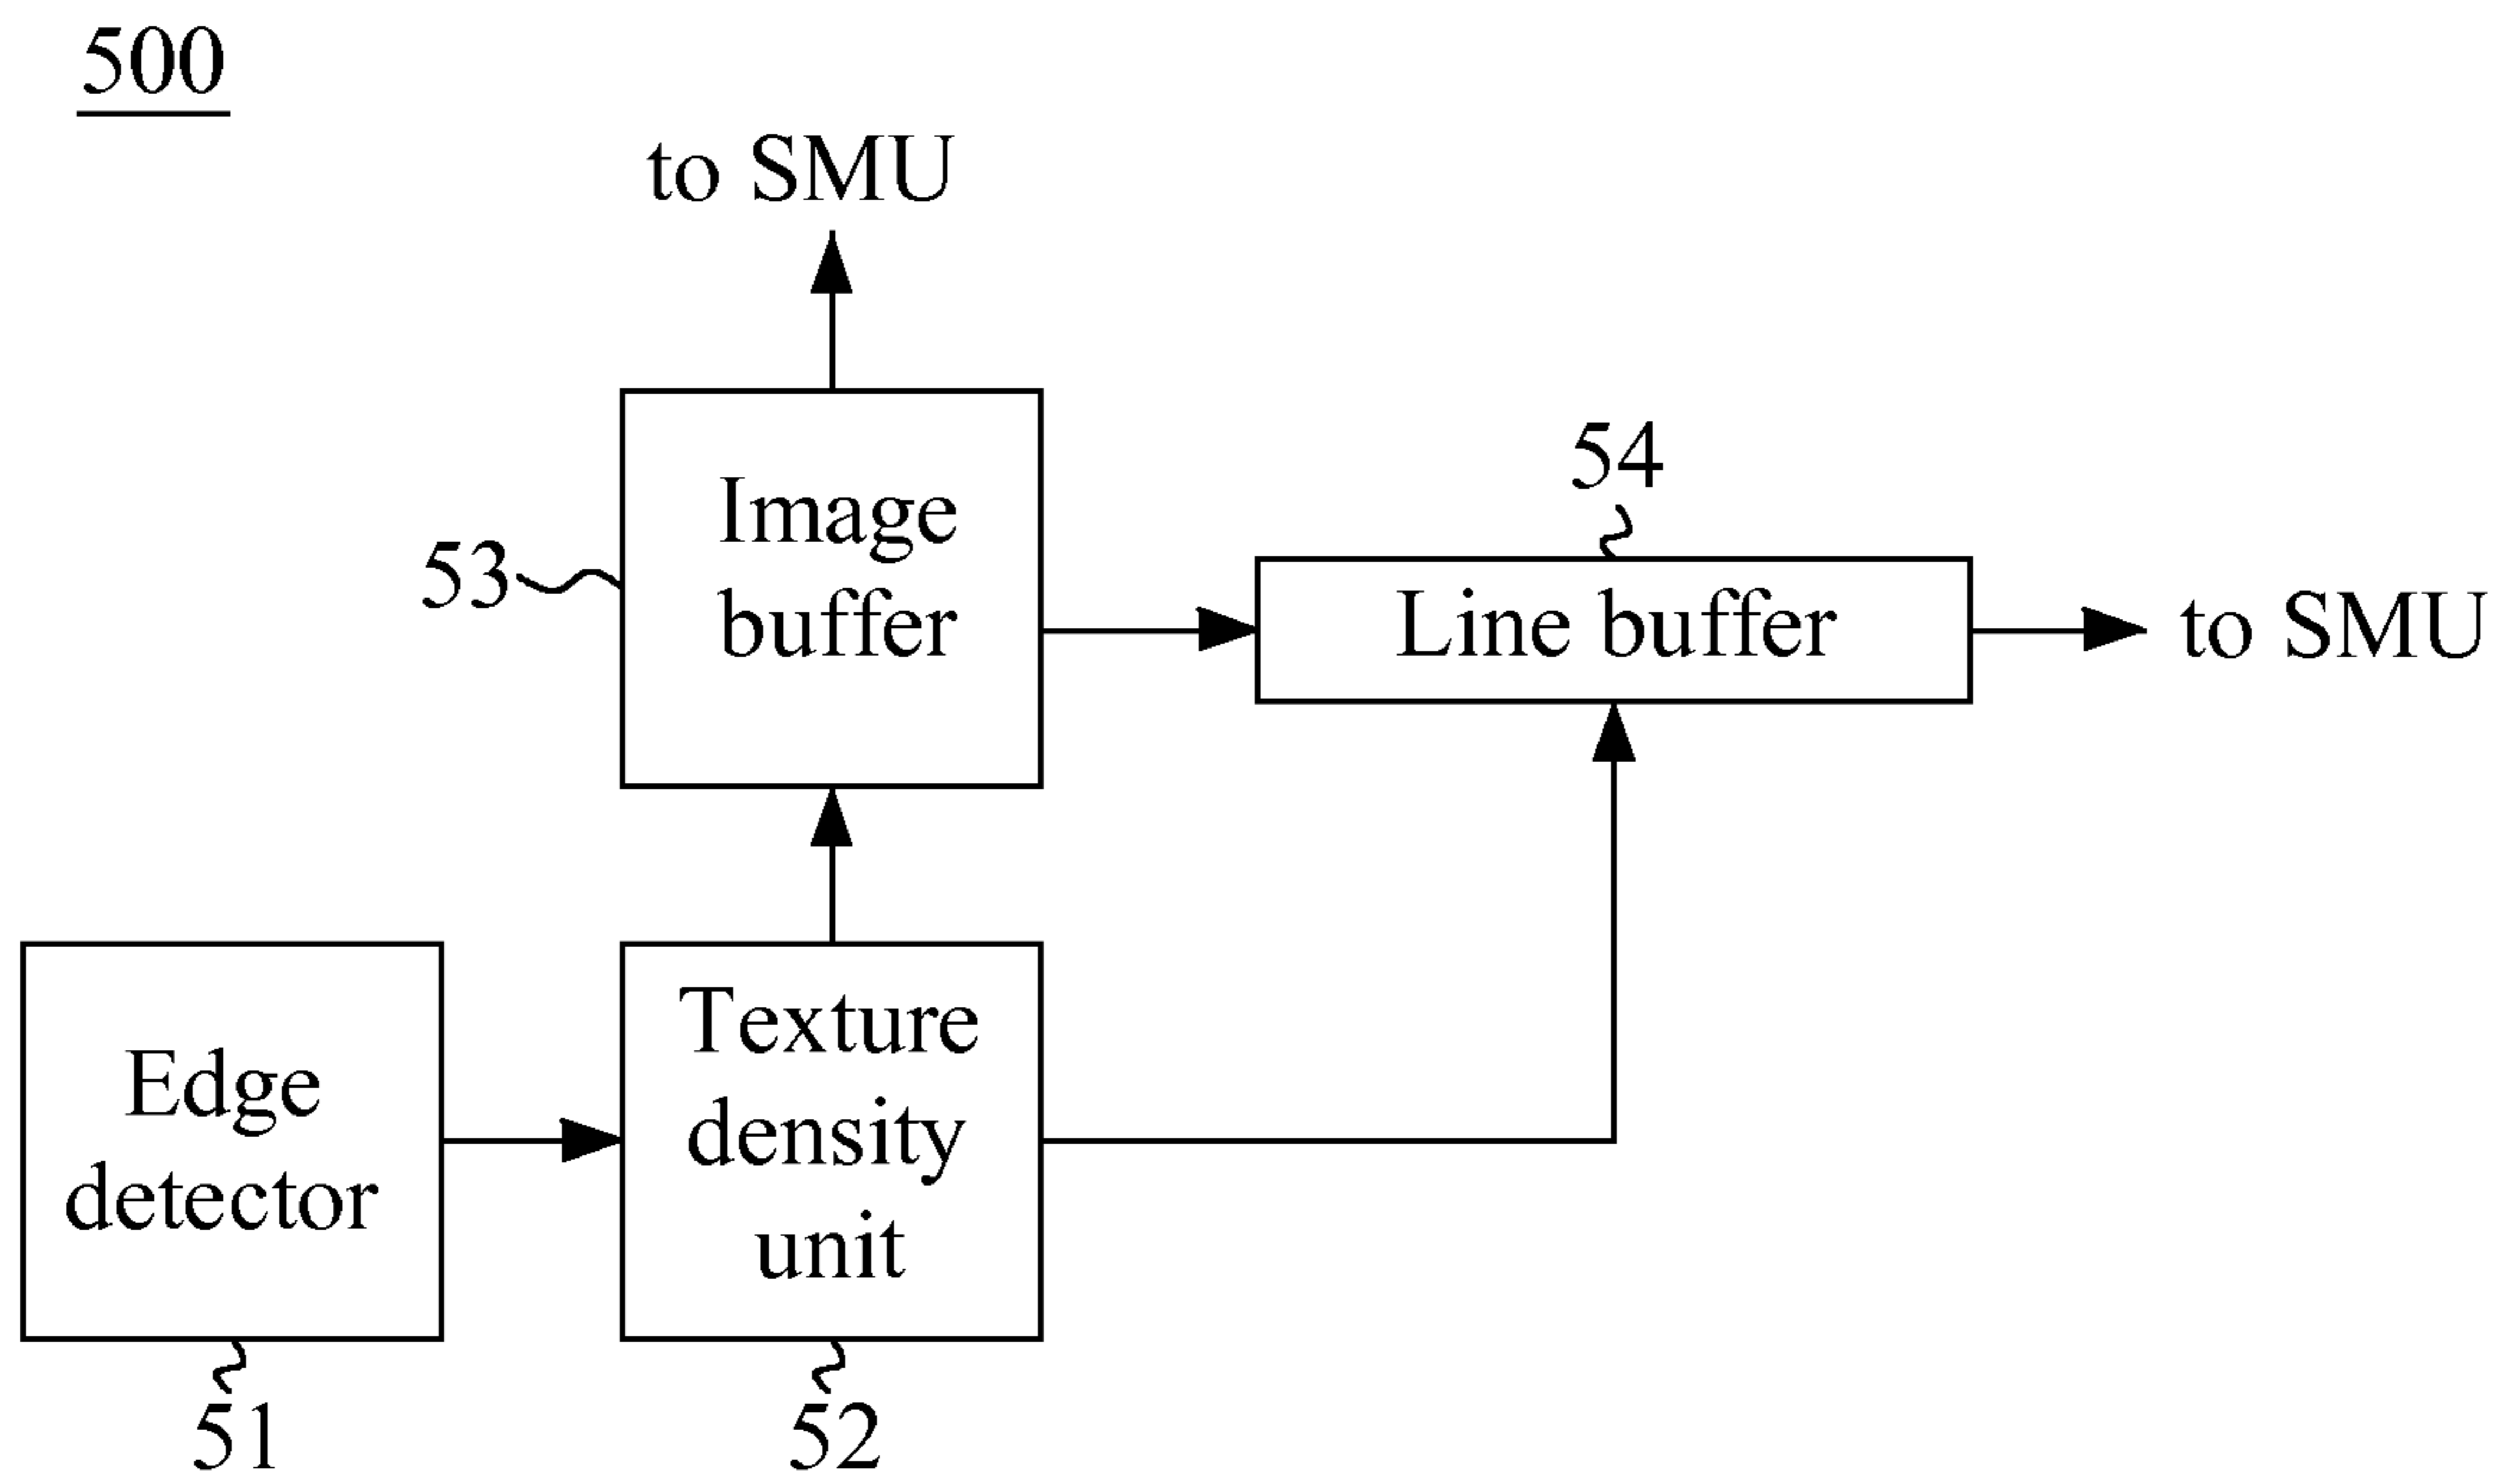 500
to SMU
Image
buffer
53
54
Line buffer
to SMU
Edge
detector
Texture
density
unit
51
52